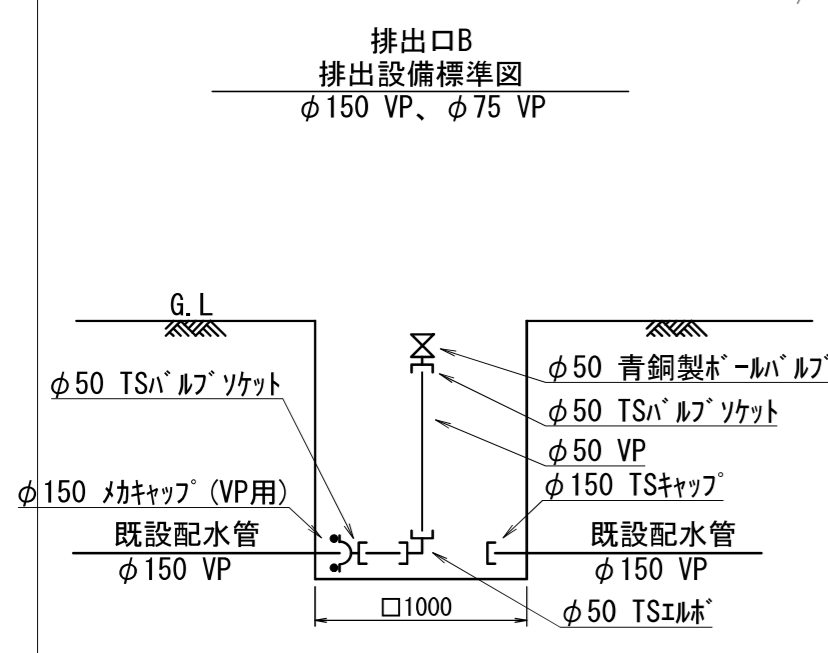 排出口B
排出設備標準図
φ150 VP、φ75 VP
G.L
φ50 青銅製ﾎﾞｰﾙﾊﾞﾙﾌﾞ
φ50 TSﾊﾞﾙﾌﾞｿｹｯﾄ
φ50 TSﾊﾞﾙﾌﾞｿｹｯﾄ
φ50 VP
φ150 ﾒｶｷｬｯﾌﾟ(VP用)
φ150 TSｷｬｯﾌﾟ
既設配水管
φ150 VP
既設配水管
φ150 VP
□1000
φ50 TSｴﾙﾎﾞ